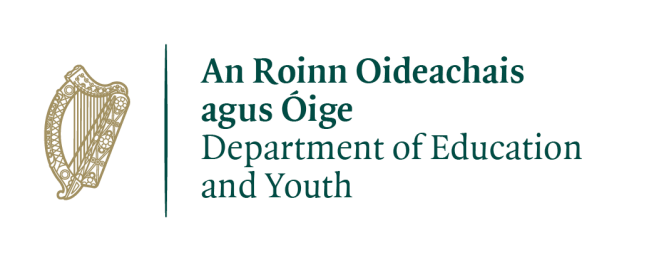 An Roinn Oideachais
agus Óige
Department of Education
and Youth